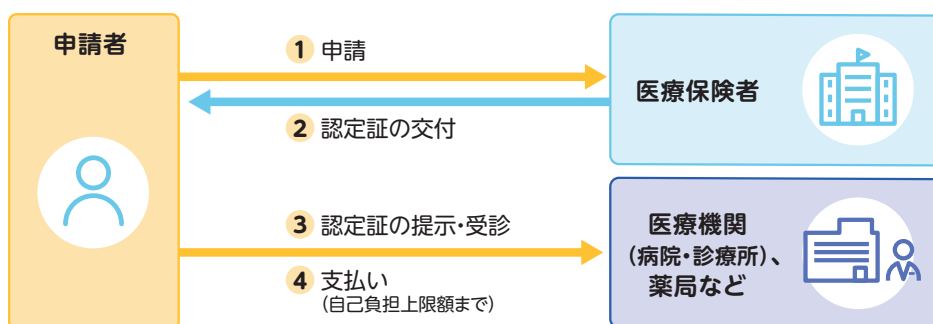 申請者
1 申請
医療保険者
2 認定証の交付
3 認定証の提示・受診
医療機関
(病院・診療所)、
薬局など
4 支払い
(自己負担上限額まで)